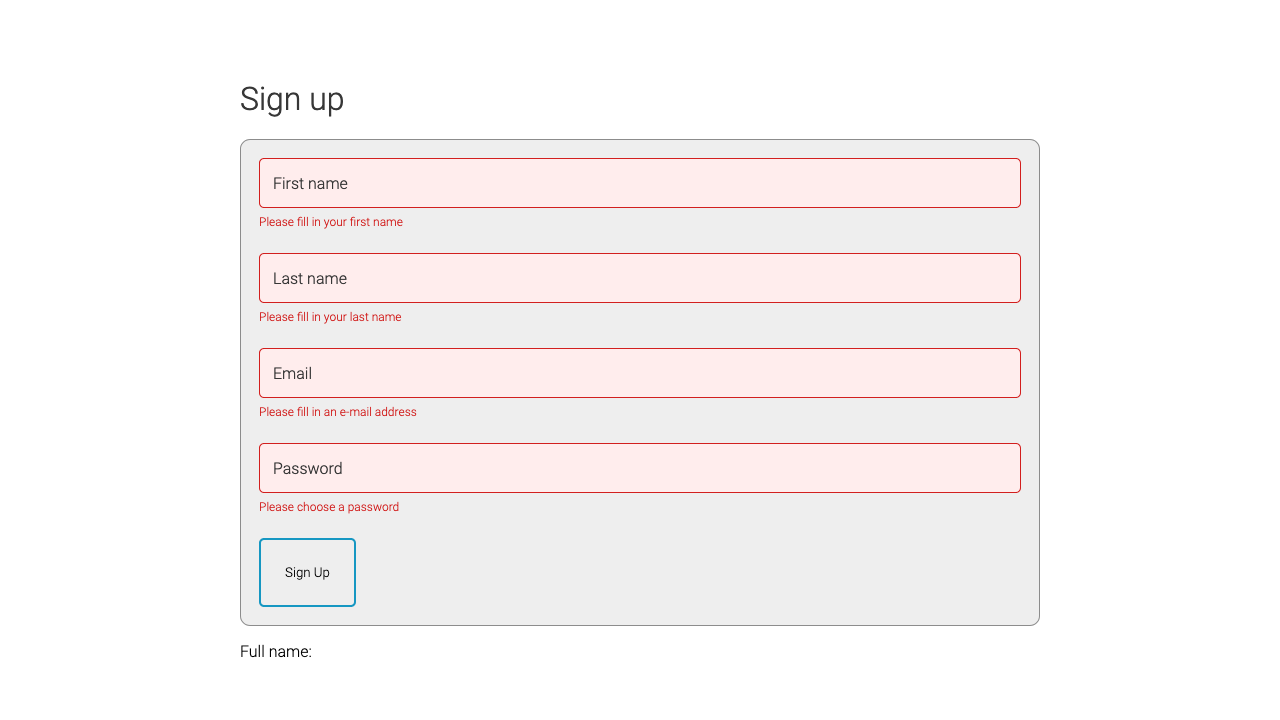 Sign up
First name
Please fill in your first name
Last name
Please fill in your last name
Email
Please fill in an e-mail address
Password
Please choose a password
Sign Up
Full name: